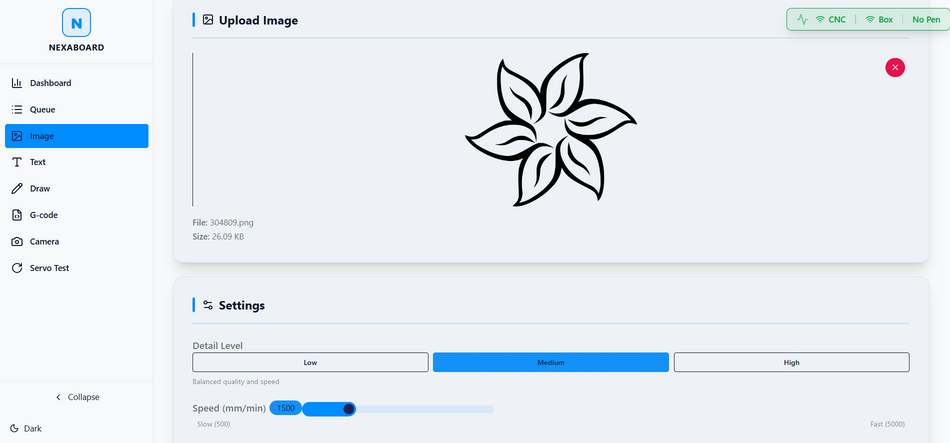 N
NEXABOARD
Dashboard
Queue
Image
Text
Draw
G-code
Camera
Servo Test
Collapse
Dark
Upload Image
CNC | Box | No Pen
File: 304809.png
Size: 26.09 KB
Settings
Detail Level
Low Medium High
Balanced quality and speed
Speed (mm/min) 1500
Slow (500) Fast (5000)